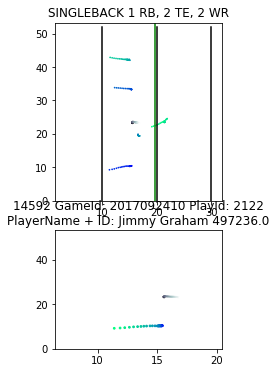 SINGLEBACK 1 RB, 2 TE, 2 WR
50
40
30
20
10
0
10 20 30
14592 GameId: 2017092410 PlayId: 2122
PlayerName + ID: Jimmy Graham 497236.0
40
20
0
10 15 20